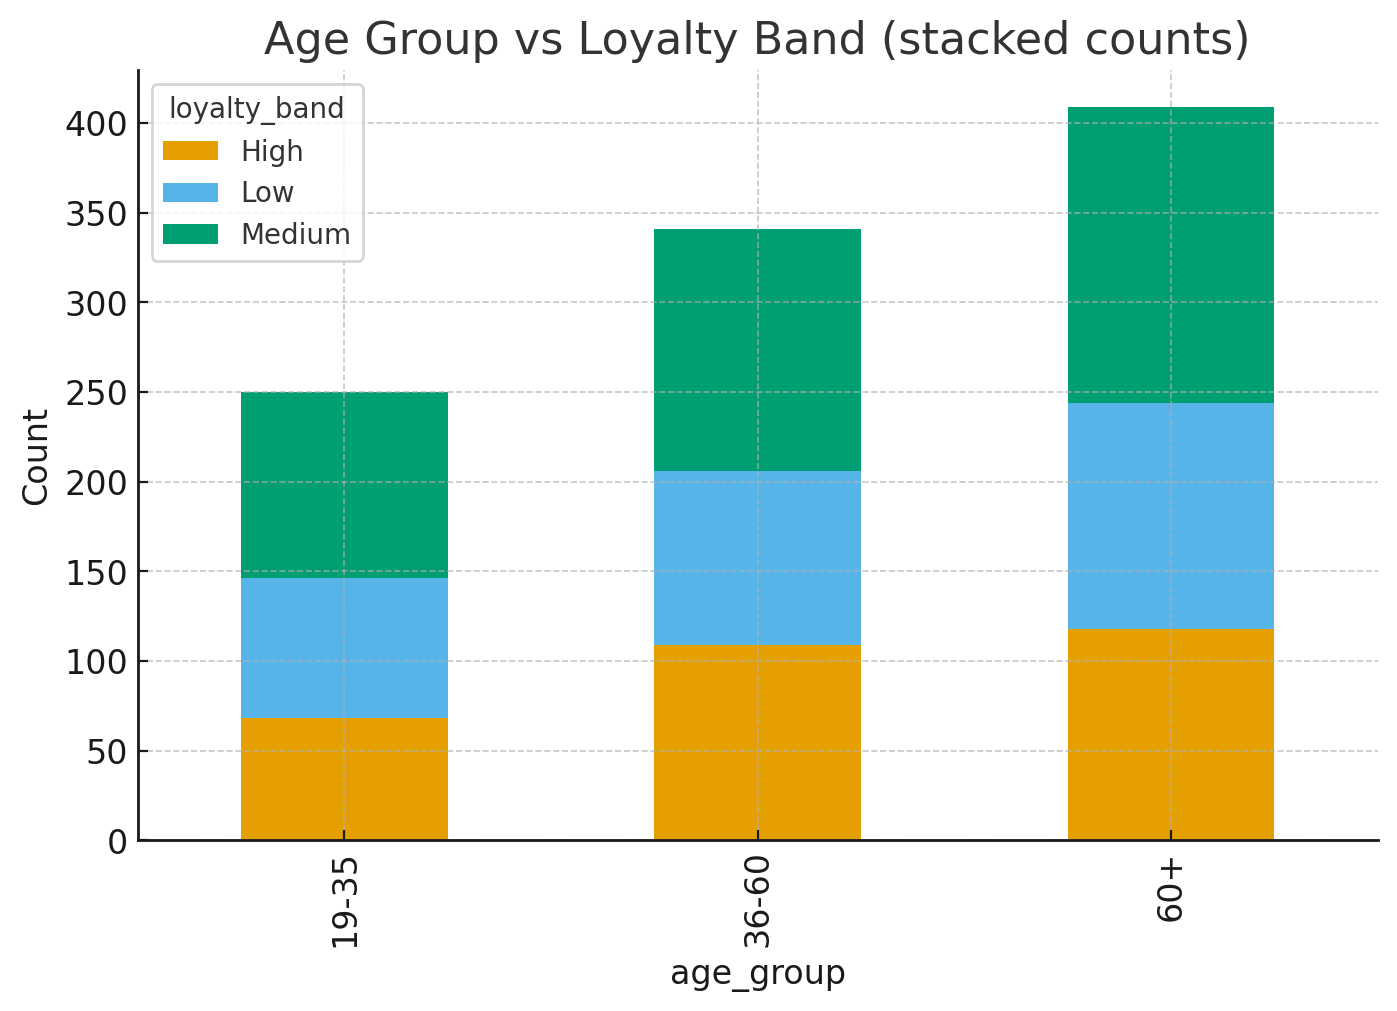 Age Group vs Loyalty Band (stacked counts)
loyalty_band
High
Low
Medium
400
350
300
250
200
150
100
50
0
Count
19-35
36-60
60+
age_group